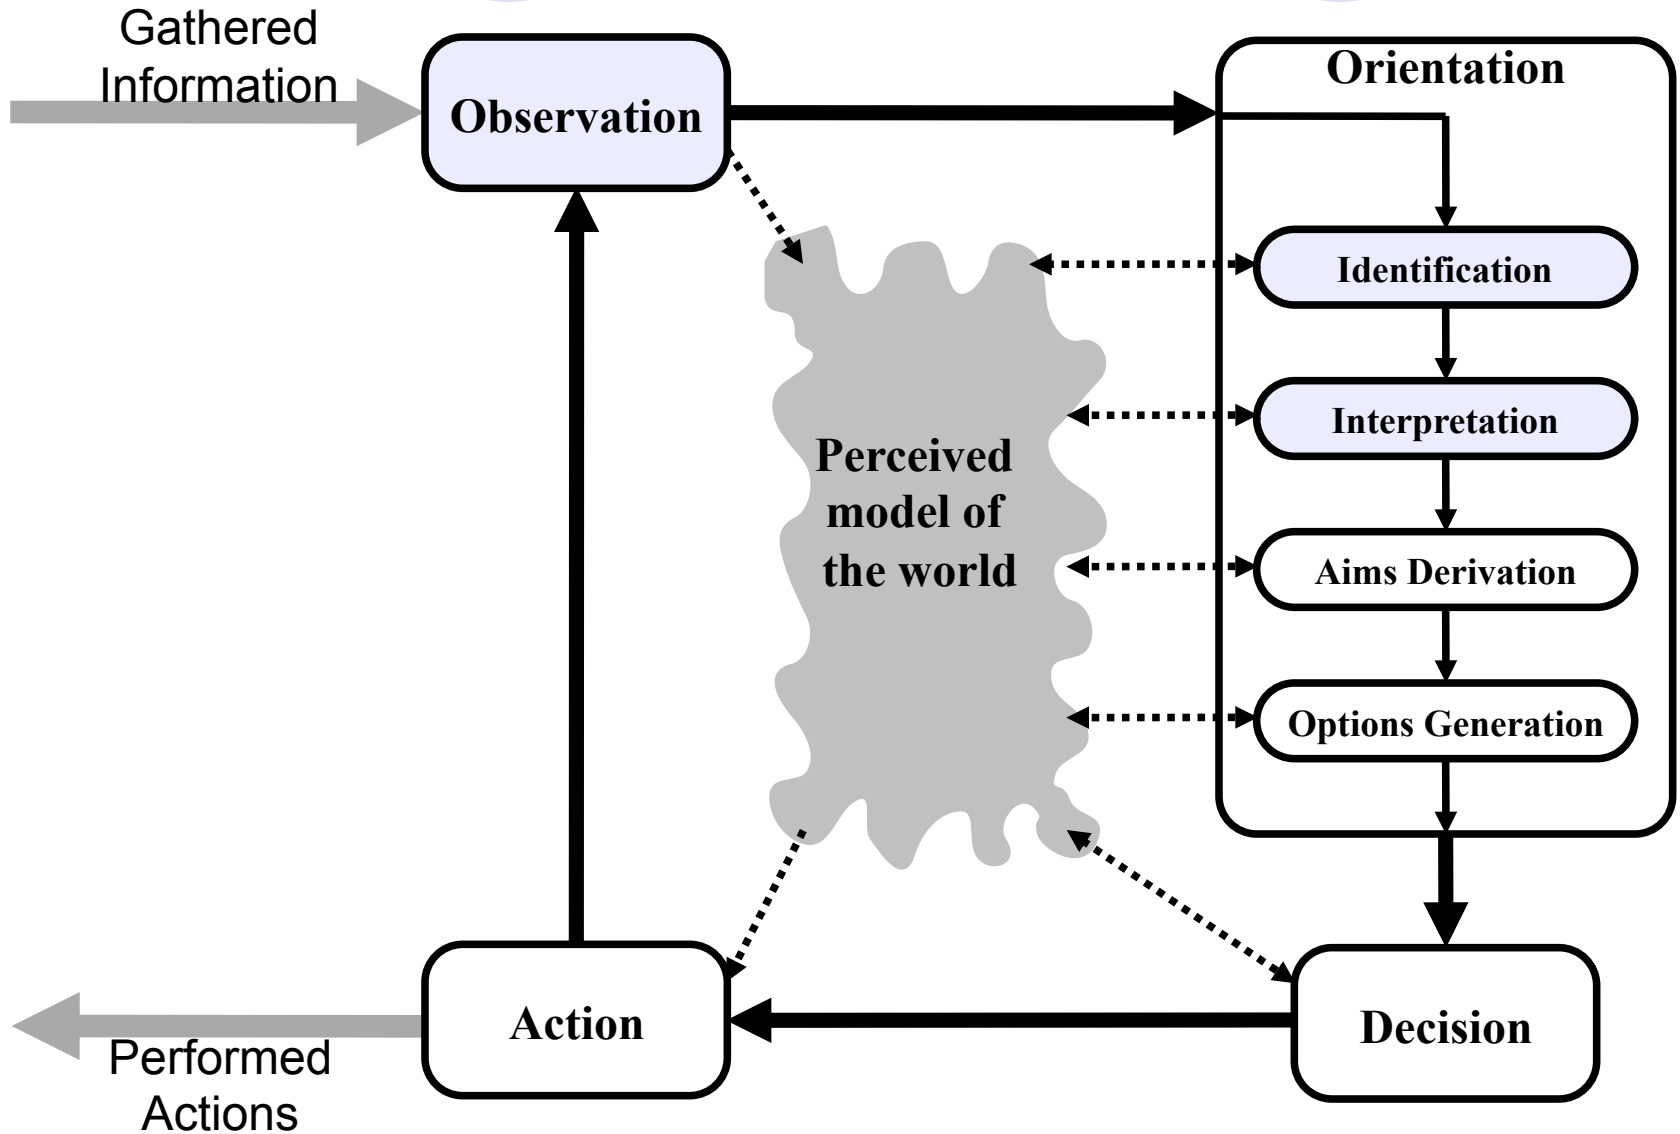 Gathered
Information
Observation
Orientation
Identification
Interpretation
Aims Derivation
Options Generation
Perceived
model of
the world
Action
Decision
Performed
Actions